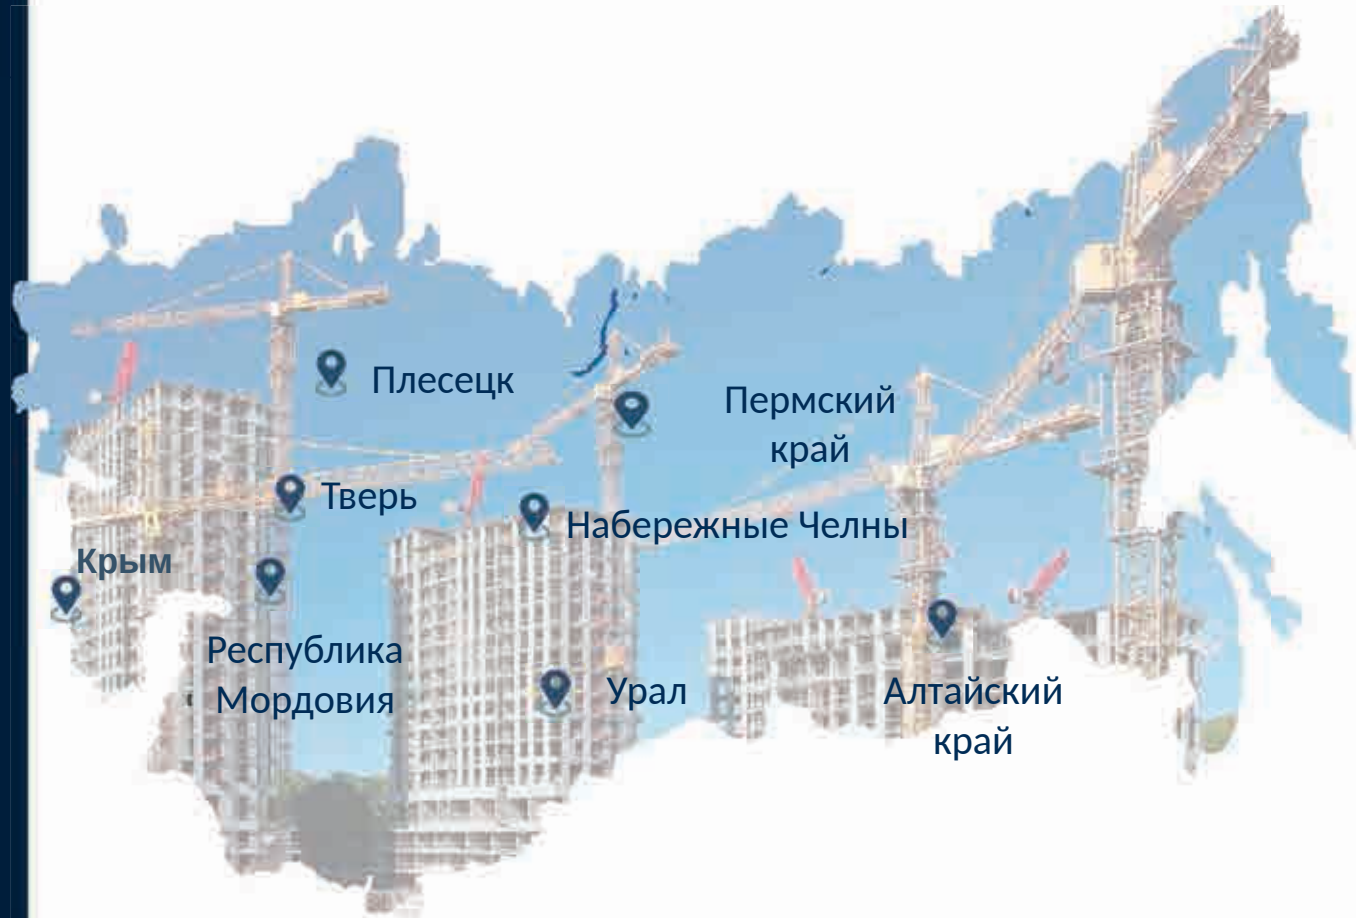 Плесецк
Пермский
край
Тверь
Набережные Челны
Крым
Республика
Мордовия
Урал
Алтайский
край